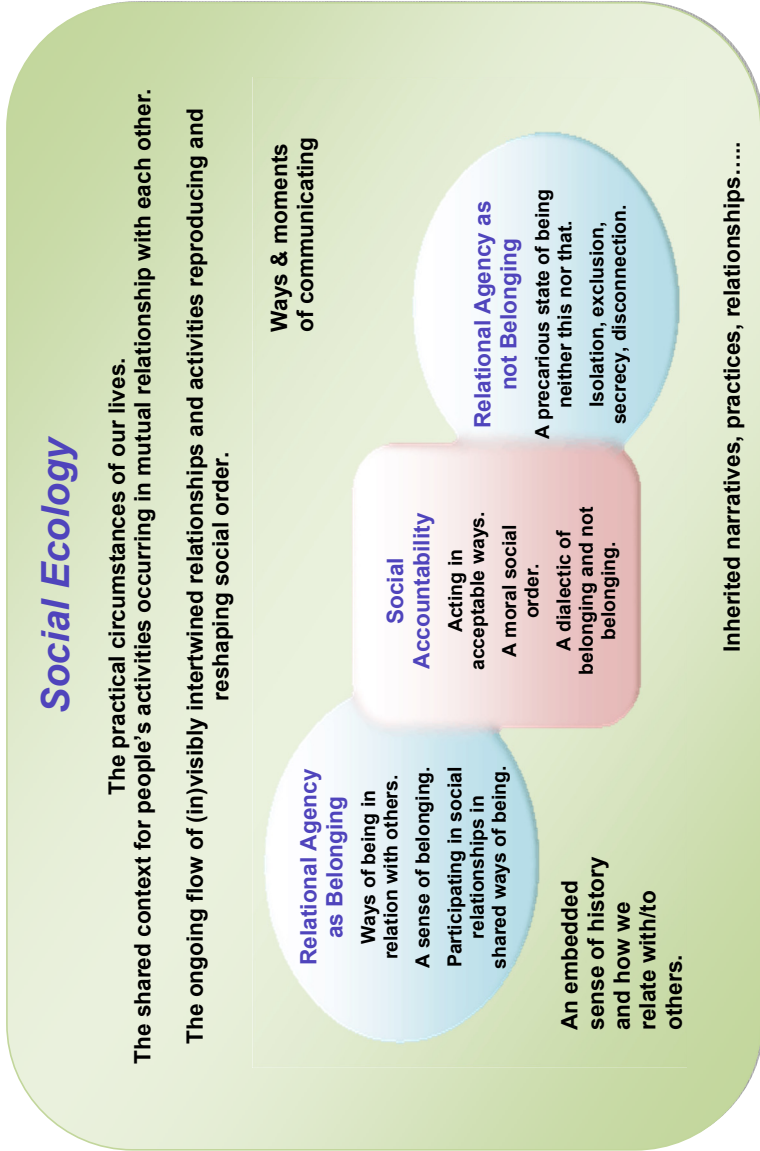 Social Ecology
The practical circumstances of our lives.
The shared context for people's activities occurring in mutual relationship with each other.
The ongoing flow of (in)visibly intertwined relationships and activities reproducing and
reshaping social order.
Ways & moments
of communicating
Relational Agency
as Belonging
Ways of being in
relation with others.
A sense of belonging.
Participating in social
relationships in
shared ways of being.
Social
Accountability
Acting in
acceptable ways.
A moral social
order.
A dialectic of
belonging and not
belonging.
Relational Agency as
not Belonging
A precarious state of being
neither this nor that.
Isolation, exclusion,
secrecy, disconnection.
An embedded
sense of history
and how we
relate with/to
others.
Inherited narratives, practices, relationships…..